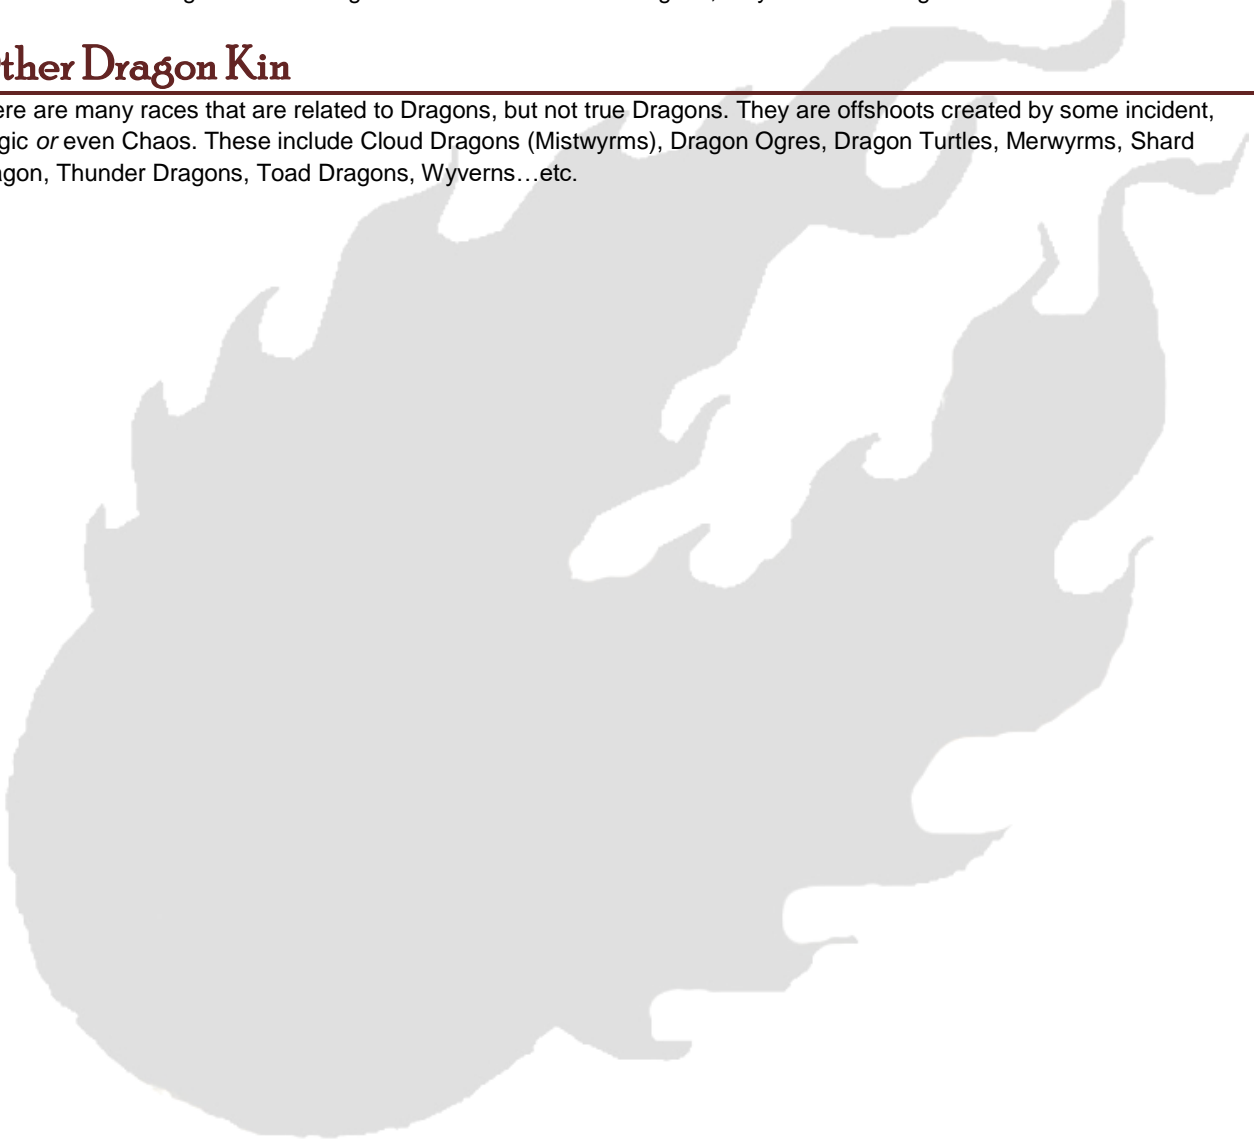 ther Dragon Kin
ere are many races that are related to Dragons, but not true Dragons. They are offshoots created by some incident,
gic or even Chaos. These include Cloud Dragons (Mistwyrms), Dragon Ogres, Dragon Turtles, Merwyrms, Shard
agon, Thunder Dragons, Toad Dragons, Wyverns…etc.